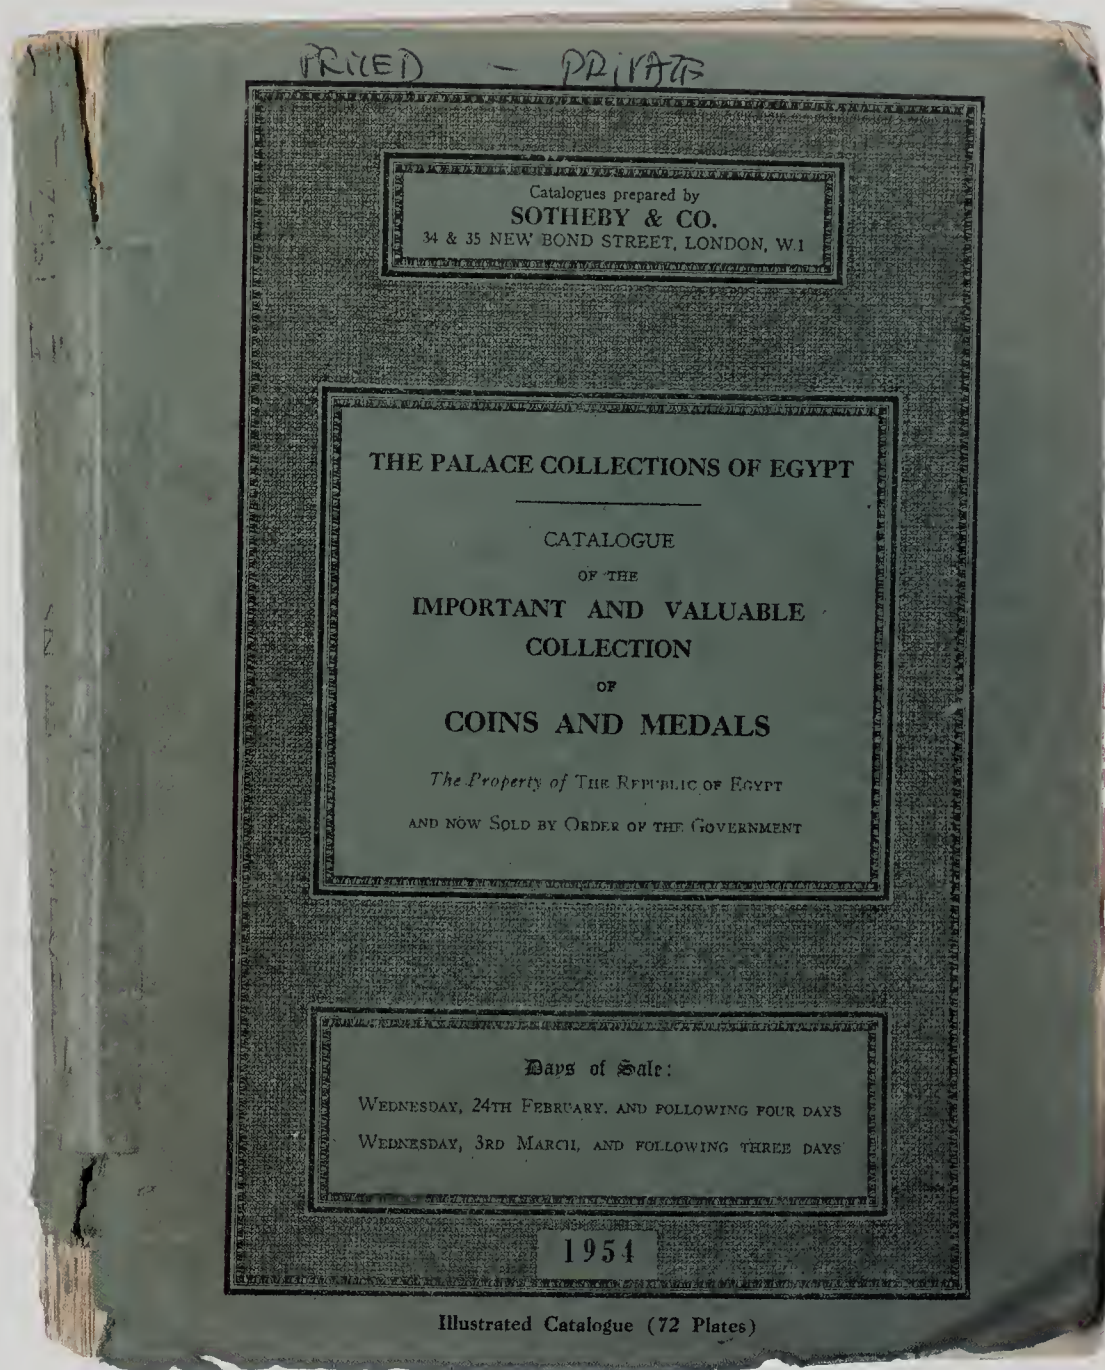 PRICED - PRIVATE
Catalogues prepared by
SOTHEBY & CO.
34 & 35 NEW BOND STREET, LONDON, W.1
THE PALACE COLLECTIONS OF EGYPT
CATALOGUE
OF THE
IMPORTANT AND VALUABLE
COLLECTION
OF
COINS AND MEDALS
The Property of THE REPUBLIC OF EGYPT
AND NOW SOLD BY ORDER OF THE GOVERNMENT
Days of Sale:
WEDNESDAY, 24TH FEBRUARY, AND FOLLOWING FOUR DAYS
WEDNESDAY, 3RD MARCH, AND FOLLOWING THREE DAYS
1954
Illustrated Catalogue (72 Plates)